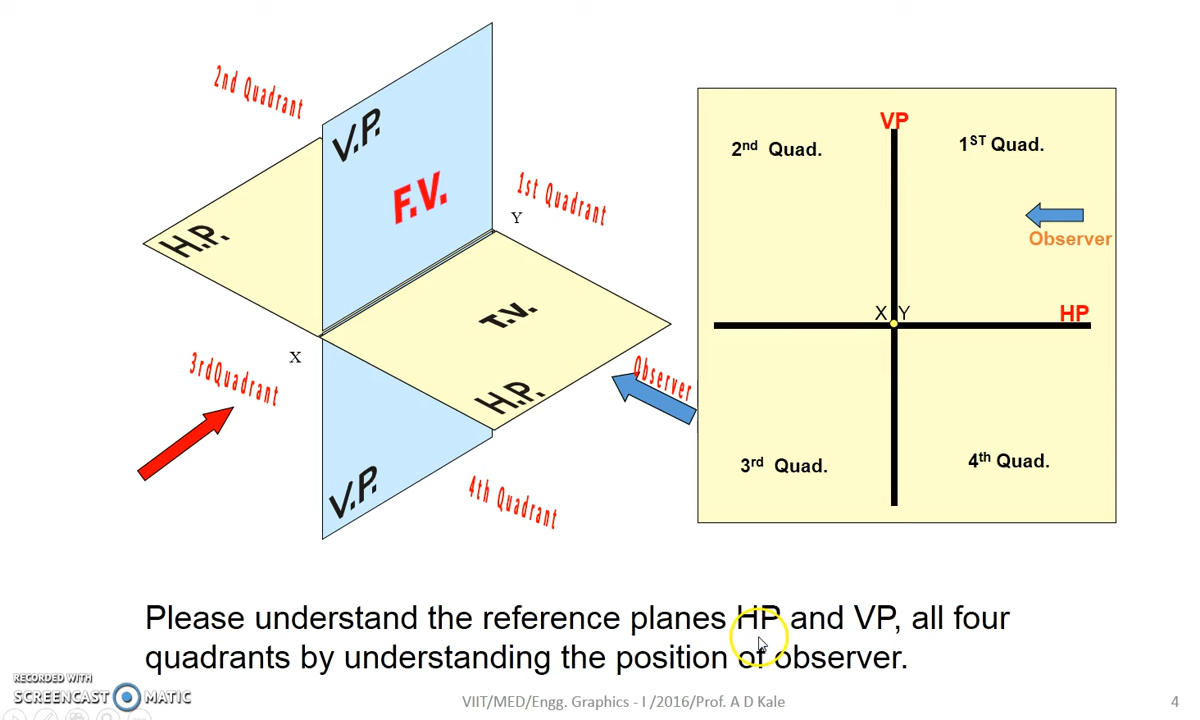 2nd Quadrant
V.P.
F.V.
H.P.
1st Quadrant
Y
T.V.
X
3rdQuadrant
H.P.
Observer
V.P.
4th Quadrant
VP
2nd Quad.
1ST Quad.
Observer
X Y
HP
3rd Quad.
4th Quad.
Please understand the reference planes HP and VP, all four
quadrants by understanding the position of observer.
RECORDED WITH
SCREENCAST MATIC
VIIT/MED/Engg. Graphics - I /2016/Prof. A D Kale
4